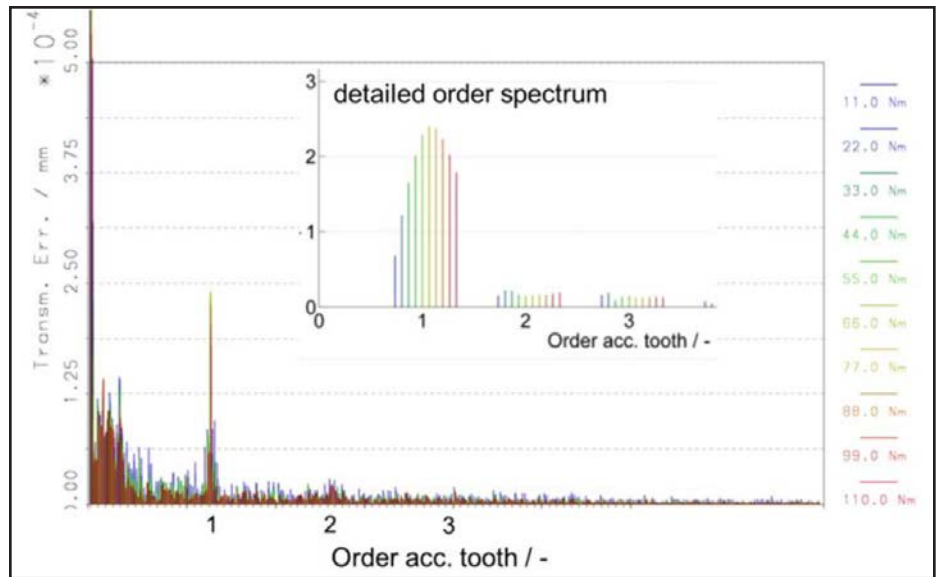 *10⁻⁴
Transm. Err. / mm
5.00
3.75
2.50
1.25
0.00
detailed order spectrum
3
2
1
0
0
1
2
3
Order acc. tooth / -
11.0 Nm
22.0 Nm
33.0 Nm
44.0 Nm
55.0 Nm
66.0 Nm
77.0 Nm
88.0 Nm
99.0 Nm
110.0 Nm
1
2
3
Order acc. tooth / -